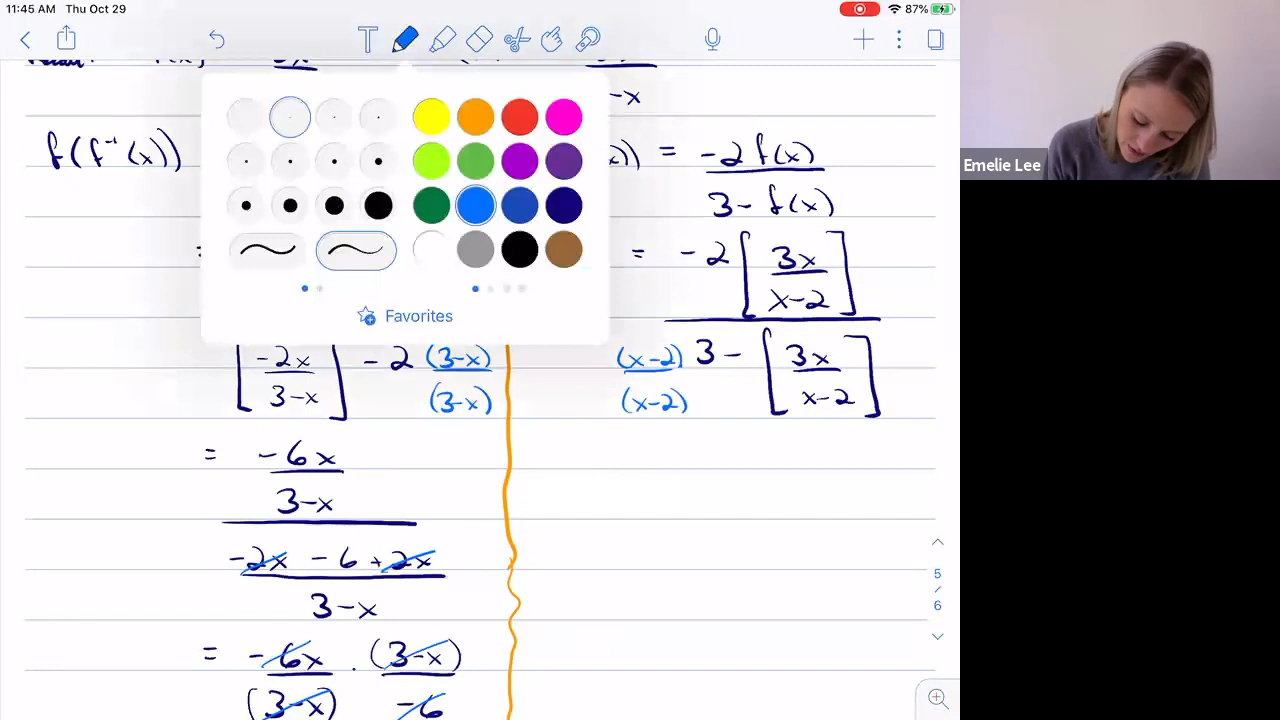 11:45 AM Thu Oct 29
87%
-x
f(f⁻¹(x))
)) = -2f(x)
3 - f(x)
= -2[3x
x-2]
Favorites
[-2x
3-x] - 2 (3-x)
(3-x)
(x-2)
(x-2) 3 - [3x
x-2]
= -6x
3-x
-2x - 6 + 2x
3-x
= -6x . (3-x)
(3-x) -6
5
/
6
Emelie Lee